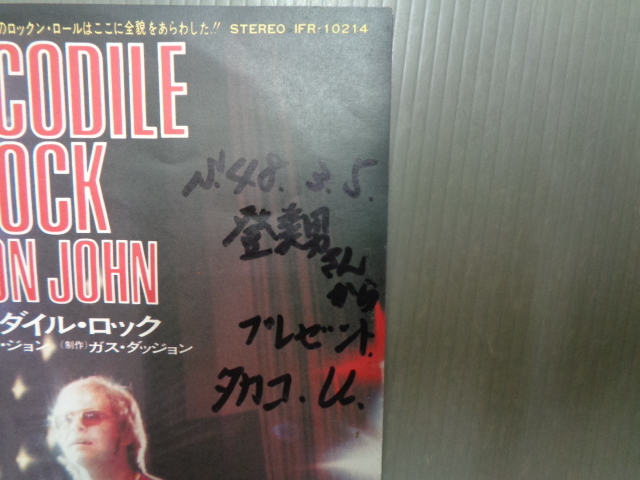 のロックン・ロールはここに全貌をあらわした!! STEREO IFR-10214
CODILE
OCK
ON JOHN
ダイル・ロック
・ジョン (制作)ガス・ダッジョン
48.3.5.
登美男
さん
から
プレゼント
タカコ.U.